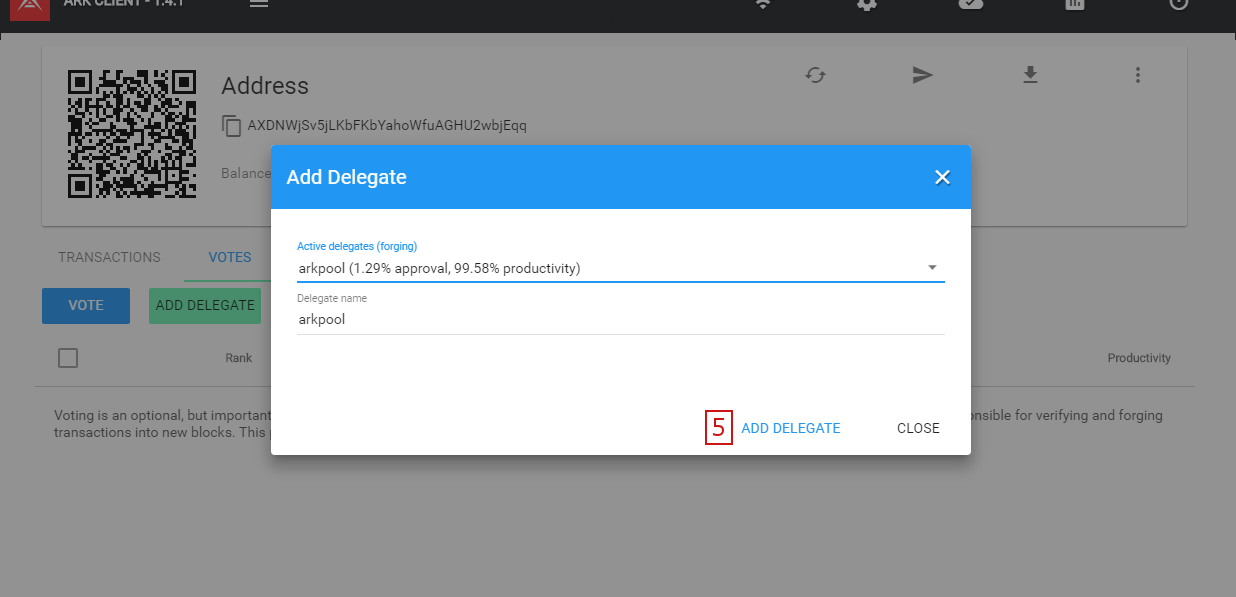 ARK CLIENT - 1.4.1
Address
AXDNWjSv5jLKbFKbYahoWfuAGHU2wbjEqq
Balance
Add Delegate
Active delegates (forging)
arkpool (1.29% approval, 99.58% productivity)
Delegate name
arkpool
5 ADD DELEGATE CLOSE
TRANSACTIONS VOTES
VOTE ADD DELEGATE
Rank Productivity
Voting is an optional, but important onsible for verifying and forging
transactions into new blocks. This